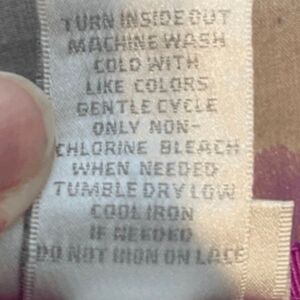 TURN INSIDE OUT
MACHINE WASH
COLD WITH
LIKE COLORS
GENTLE CYCLE
ONLY NON-
CHLORINE BLEACH
WHEN NEEDED
TUMBLE DRY LOW
COOL IRON
IF NEEDED
DO NOT IRON ON LACE